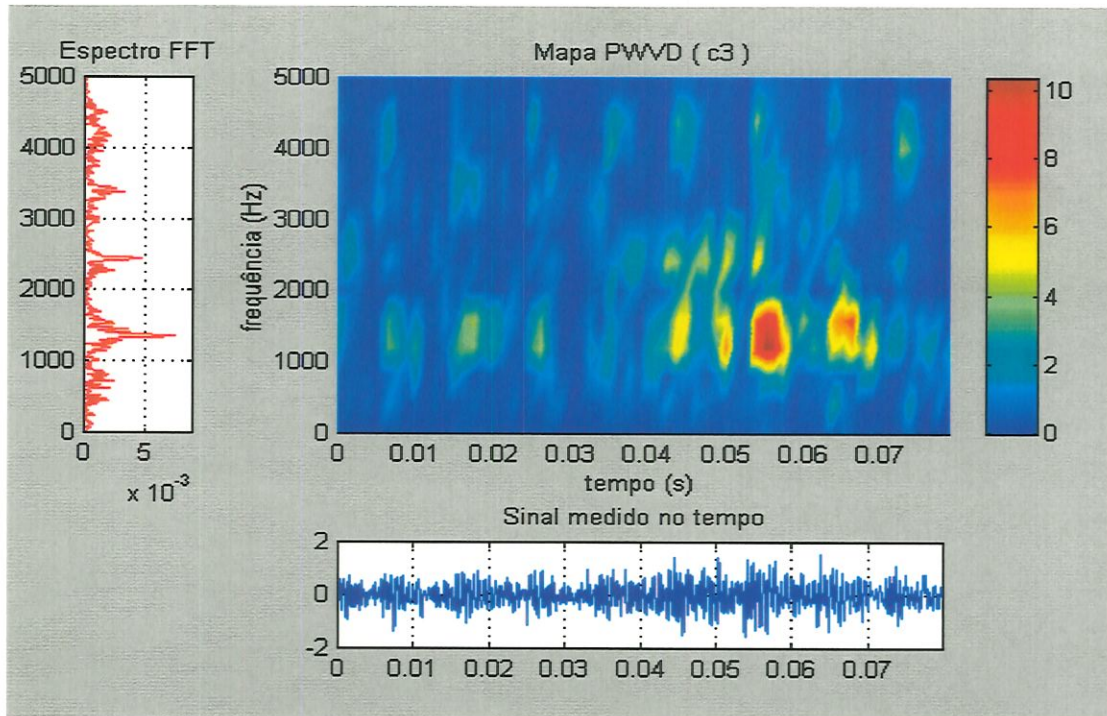 Espectro FFT
5000
4000
3000
2000
1000
0
0 5
x 10^-3
Mapa PWVD ( c3 )
frequência (Hz)
5000
4000
3000
2000
1000
0
0 0.01 0.02 0.03 0.04 0.05 0.06 0.07
tempo (s)
10
8
6
4
2
0
Sinal medido no tempo
2
0
-2
0 0.01 0.02 0.03 0.04 0.05 0.06 0.07